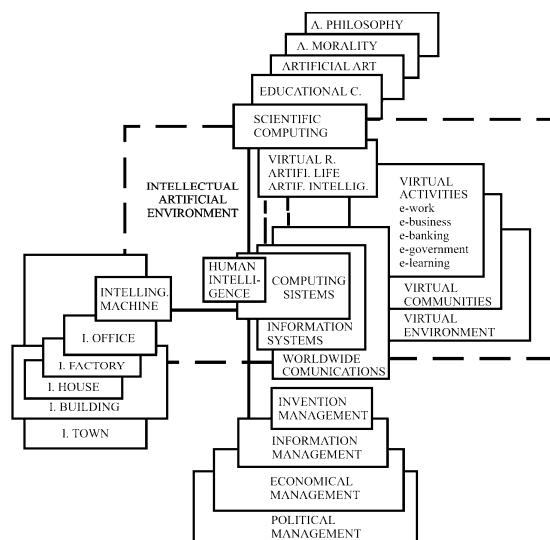 A. PHILOSOPHY
A. MORALITY
ARTIFICIAL ART
EDUCATIONAL C.
SCIENTIFIC
COMPUTING
VIRTUAL R.
ARTIFI. LIFE
ARTIF. INTELLIG.
INTELLECTUAL
ARTIFICIAL
ENVIRONMENT
VIRTUAL
ACTIVITIES
e-work
e-business
e-banking
e-government
e-learning
VIRTUAL
COMMUNITIES
VIRTUAL
ENVIRONMENT
HUMAN
INTELLI-
GENCE
COMPUTING
SISTEMS
INFORMATION
SYSTEMS
WORLDWIDE
COMUNICATIONS
INTELLING.
MACHINE
I. OFFICE
I. FACTORY
I. HOUSE
I. BUILDING
I. TOWN
INVENTION
MANAGEMENT
INFORMATION
MANAGEMENT
ECONOMICAL
MANAGEMENT
POLITICAL
MANAGEMENT